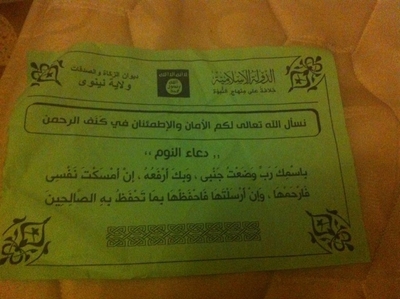 الدولة الإسلامية
خلافة على منهاج النبوة
ديوان الزكاة والصدقات
ولاية نينوى
نسأل الله تعالى لكم الأمان والإطمئنان في كنف الرحمن
,, دعاء النوم ,,
باسمك رب وضعت جنبي ، وبك أرفعه ، إن أمسكت نفسي
فارحمها ، وإن أرسلتها فاحفظها بما تحفظ به الصالحين